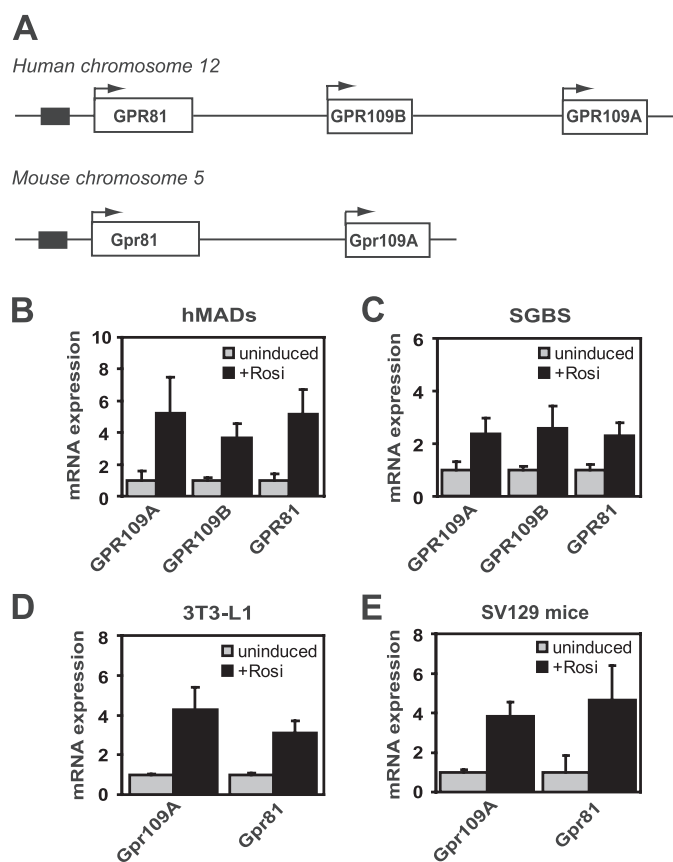 A
Human chromosome 12
GPR81
GPR109B
GPR109A
Mouse chromosome 5
Gpr81
Gpr109A
B
hMADs
mRNA expression
10
8
6
4
2
0
uninduced
+Rosi
GPR109A
GPR109B
GPR81
C
SGBS
mRNA expression
6
4
2
0
uninduced
+Rosi
GPR109A
GPR109B
GPR81
D
3T3-L1
mRNA expression
8
6
4
2
0
uninduced
+Rosi
Gpr109A
Gpr81
E
SV129 mice
mRNA expression
8
6
4
2
0
uninduced
+Rosi
Gpr109A
Gpr81